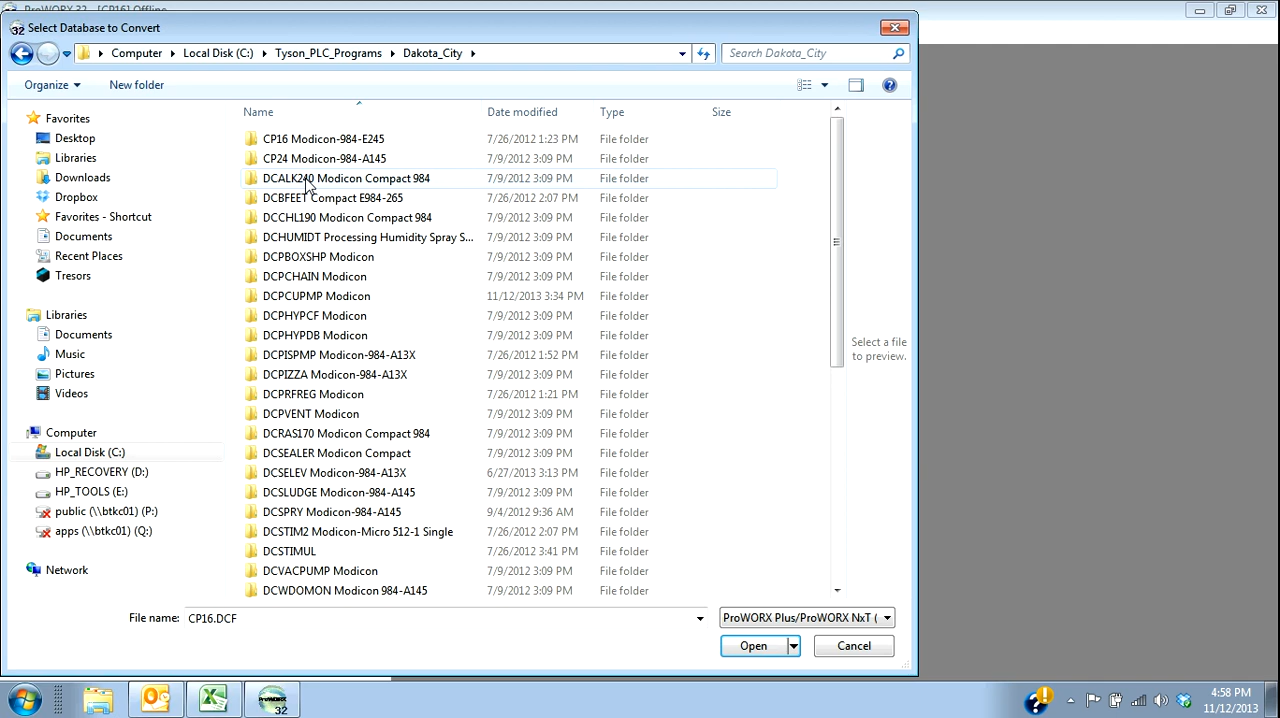 ProWORX 32 - [CP16] Offline
Select Database to Convert
Computer Local Disk (C:) Tyson_PLC_Programs Dakota_City Search Dakota_City
Organize New folder
Name Date modified Type Size
Favorites
Desktop
Libraries
Downloads
Dropbox
Favorites - Shortcut
Documents
Recent Places
Tresors
Libraries
Documents
Music
Pictures
Videos
Computer
Local Disk (C:)
HP_RECOVERY (D:)
HP_TOOLS (E:)
public (\\btkc01) (P:)
apps (\\btkc01) (Q:)
Network
CP16 Modicon-984-E245 7/26/2012 1:23 PM File folder
CP24 Modicon-984-A145 7/9/2012 3:09 PM File folder
DCALK240 Modicon Compact 984 7/9/2012 3:09 PM File folder
DCBFEET Compact E984-265 7/26/2012 2:07 PM File folder
DCCHL190 Modicon Compact 984 7/9/2012 3:09 PM File folder
DCHUMIDT Processing Humidity Spray S... 7/9/2012 3:09 PM File folder
DCPBOXSHP Modicon 7/9/2012 3:09 PM File folder
DCPCHAIN Modicon 7/9/2012 3:09 PM File folder
DCPCUPMP Modicon 11/12/2013 3:34 PM File folder
DCPHYPCF Modicon 7/9/2012 3:09 PM File folder
DCPHYPDB Modicon 7/9/2012 3:09 PM File folder
DCPISPMP Modicon-984-A13X 7/26/2012 1:52 PM File folder
DCPIZZA Modicon-984-A13X 7/9/2012 3:09 PM File folder
DCPRFREG Modicon 7/26/2012 1:21 PM File folder
DCPVENT Modicon 7/9/2012 3:09 PM File folder
DCRAS170 Modicon Compact 984 7/9/2012 3:09 PM File folder
DCSEALER Modicon Compact 7/9/2012 3:09 PM File folder
DCSELEV Modicon-984-A13X 6/27/2013 3:13 PM File folder
DCSLUDGE Modicon-984-A145 7/9/2012 3:09 PM File folder
DCSPRY Modicon-984-A145 9/4/2012 9:36 AM File folder
DCSTIM2 Modicon-Micro 512-1 Single 7/26/2012 2:07 PM File folder
DCSTIMUL 7/26/2012 3:41 PM File folder
DCVACPUMP Modicon 7/9/2012 3:09 PM File folder
DCWDOMON Modicon 984-A145 7/9/2012 3:09 PM File folder
Select a file
to preview.
File name: CP16.DCF ProWORX Plus/ProWORX NxT (
Open Cancel
ProWORX
32
4:58 PM
11/12/2013